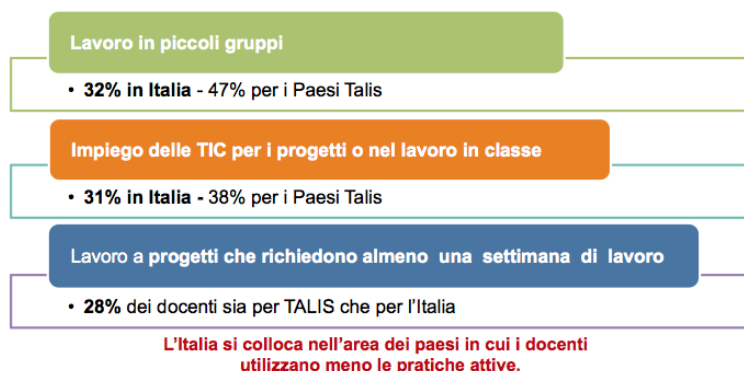 Lavoro in piccoli gruppi
• 32% in Italia - 47% per i Paesi Talis
Impiego delle TIC per i progetti o nel lavoro in classe
• 31% in Italia - 38% per i Paesi Talis
Lavoro a progetti che richiedono almeno una settimana di lavoro
• 28% dei docenti sia per TALIS che per l'Italia
L'Italia si colloca nell'area dei paesi in cui i docenti
utilizzano meno le pratiche attive.